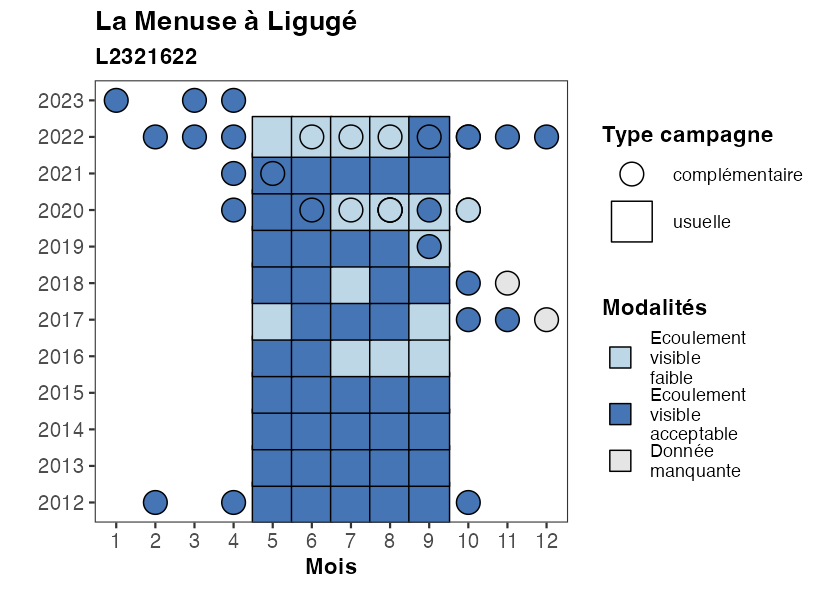 La Menuse à Ligugé
L2321622
2023
2022
2021
2020
2019
2018
2017
2016
2015
2014
2013
2012
1 2 3 4 5 6 7 8 9 10 11 12
Mois
Type campagne
complémentaire
usuelle
Modalités
Ecoulement
visible
faible
Ecoulement
visible
acceptable
Donnée
manquante